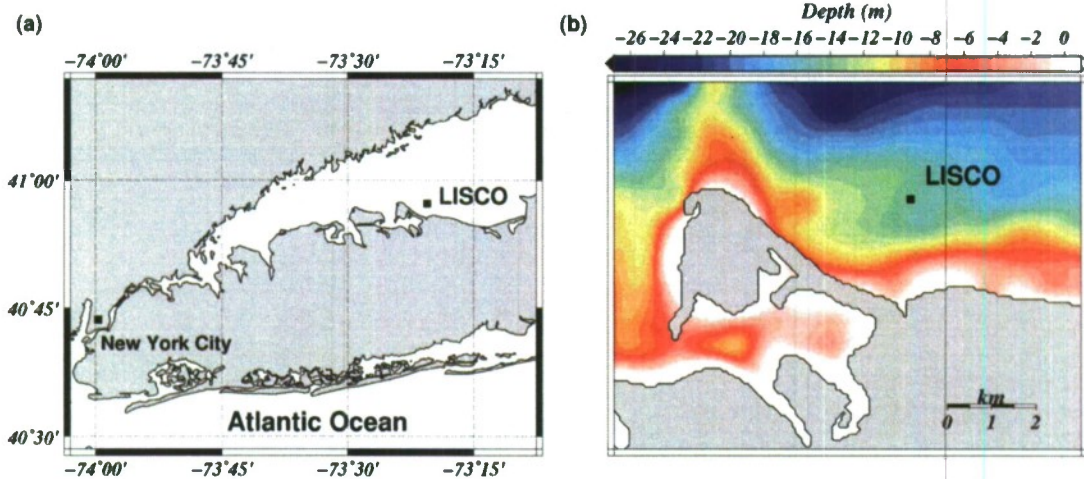 (a)
−74°00' −73°45' −73°30' −73°15'
41°00'
40°45'
40°30'
LISCO
New York City
Atlantic Ocean
−74°00' −73°45' −73°30' −73°15'
(b)
Depth (m)
−26 −24 −22 −20 −18 −16 −14 −12 −10 −8 −6 −4 −2 0
LISCO
km
0 1 2